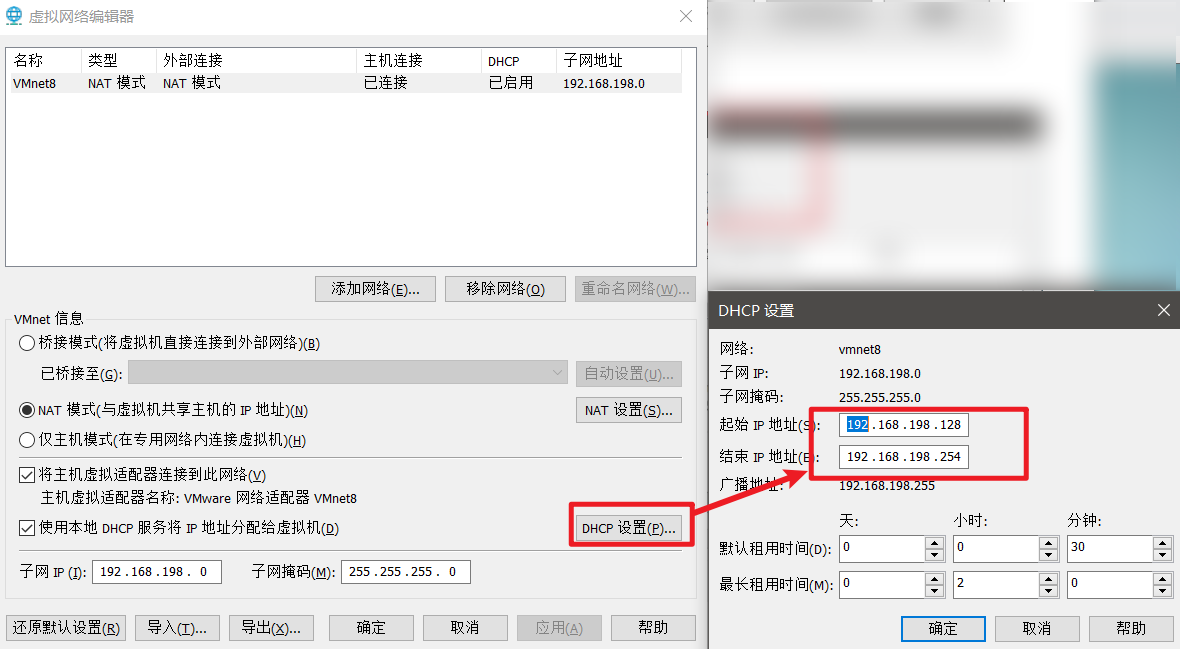 虚拟网络编辑器
名称 类型 外部连接 主机连接 DHCP 子网地址
VMnet8 NAT 模式 NAT 模式 已连接 已启用 192.168.198.0
添加网络(E)... 移除网络(O) 重命名网络(W)...
VMnet 信息
桥接模式(将虚拟机直接连接到外部网络)(B)
已桥接至(G): 自动设置(U)...
NAT 模式(与虚拟机共享主机的 IP 地址)(N) NAT 设置(S)...
仅主机模式(在专用网络内连接虚拟机)(H)
将主机虚拟适配器连接到此网络(V)
主机虚拟适配器名称: VMware 网络适配器 VMnet8
使用本地 DHCP 服务将 IP 地址分配给虚拟机(D) DHCP 设置(P)...
子网 IP (I): 192.168.198. 0 子网掩码(M): 255.255.255. 0
还原默认设置(R) 导入(T)... 导出(X)... 确定 取消 应用(A) 帮助
DHCP 设置
网络: vmnet8
子网 IP: 192.168.198.0
子网掩码: 255.255.255.0
起始 IP 地址(S): 192.168.198.128
结束 IP 地址(E): 192.168.198.254
广播地址: 192.168.198.255
天: 小时: 分钟:
默认租用时间(D): 0 0 30
最长租用时间(M): 0 2 0
确定 取消 帮助